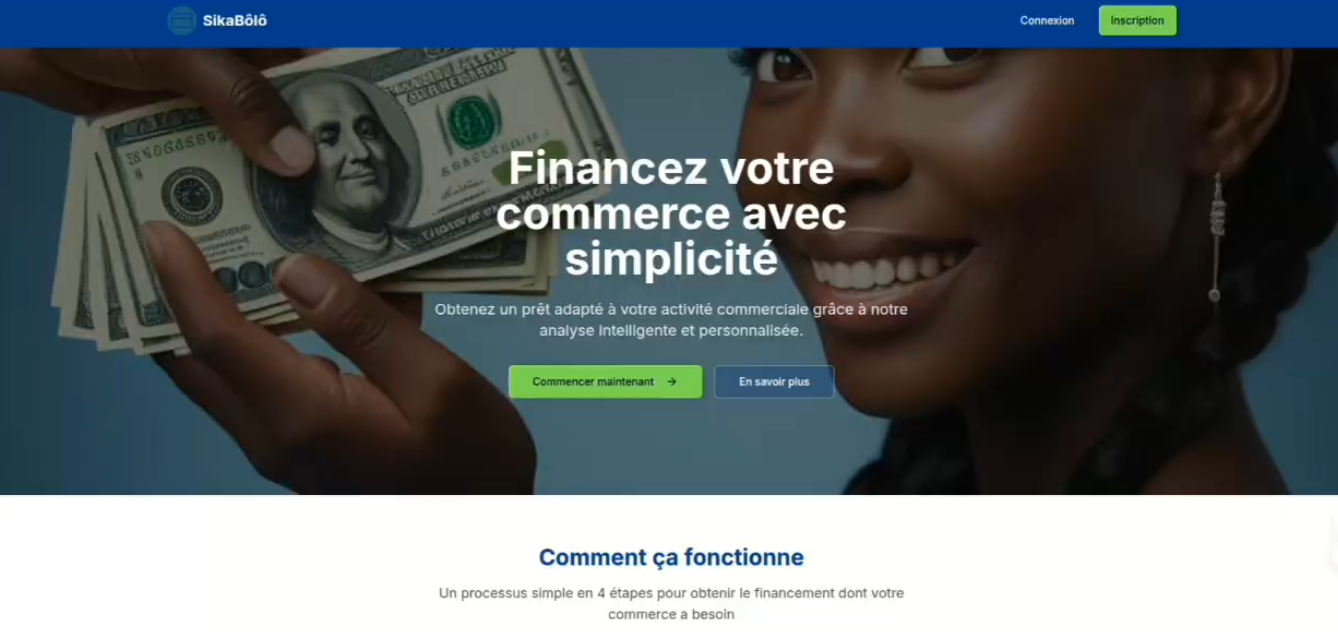 SikaBôlô
Connexion
Inscription
Financez votre
commerce avec
simplicité
Obtenez un prêt adapté à votre activité commerciale grâce à notre
analyse intelligente et personnalisée.
Commencer maintenant →
En savoir plus
Comment ça fonctionne
Un processus simple en 4 étapes pour obtenir le financement dont votre
commerce a besoin